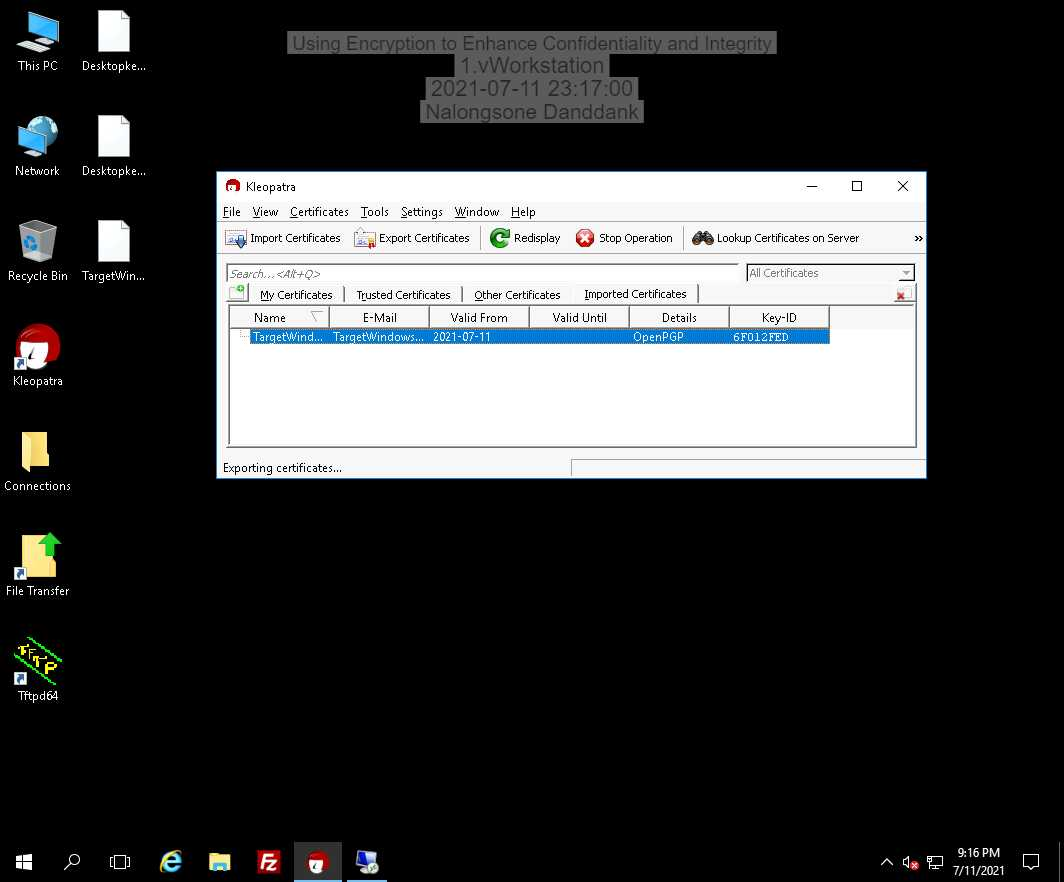 Using Encryption to Enhance Confidentiality and Integrity
1.vWorkstation
2021-07-11 23:17:00
Nalongsone Danddank
This PC
Desktopke...
Network
Desktopke...
Recycle Bin
TargetWin...
Kleopatra
Connections
File Transfer
TFTP
Tftpd64
Kleopatra
File View Certificates Tools Settings Window Help
Import Certificates Export Certificates Redisplay Stop Operation Lookup Certificates on Server »
Search...<Alt+Q> All Certificates
My Certificates Trusted Certificates Other Certificates Imported Certificates
Name E-Mail Valid From Valid Until Details Key-ID
TargetWind... TargetWindows... 2021-07-11 OpenPGP 6F012FED
Exporting certificates...
9:16 PM
7/11/2021